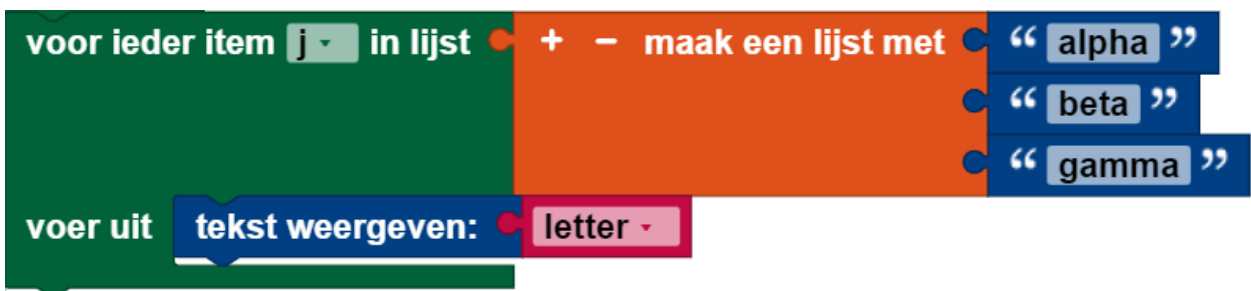 voor ieder item j in lijst + - maak een lijst met “ alpha ”
“ beta ”
“ gamma ”
voer uit tekst weergeven: letter